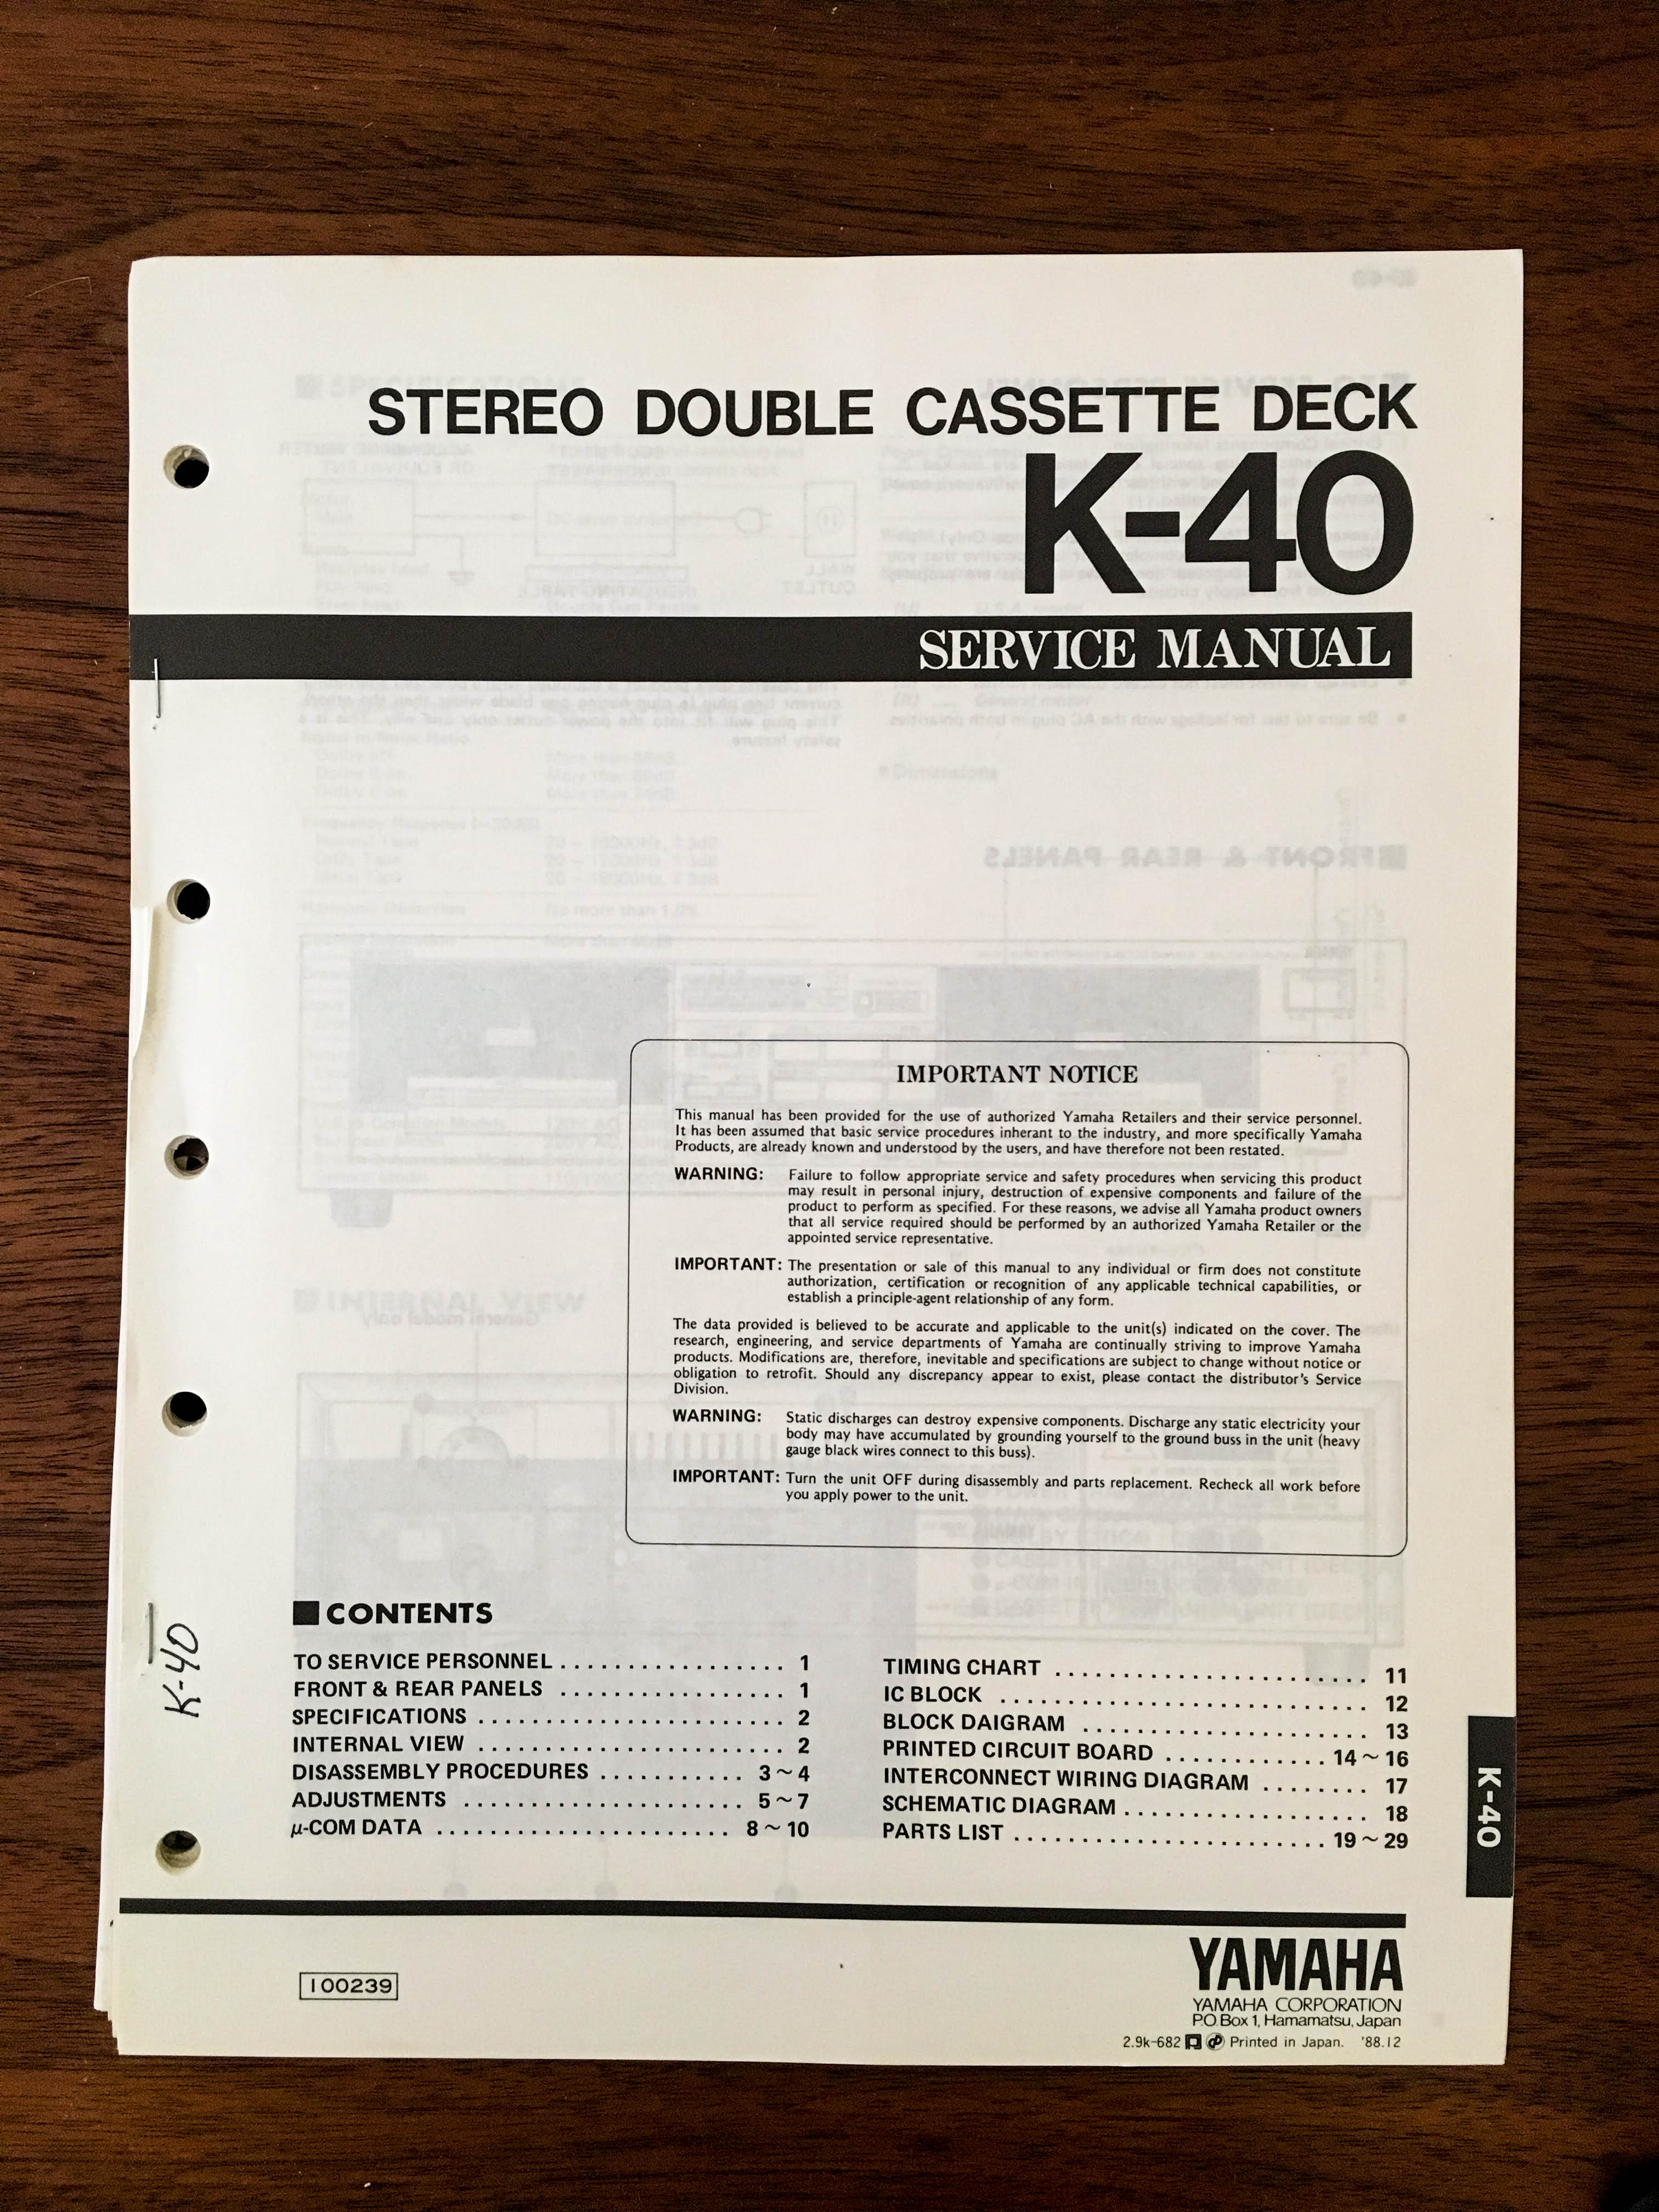 STEREO DOUBLE CASSETTE DECK
K-40
SERVICE MANUAL
IMPORTANT NOTICE
This manual has been provided for the use of authorized Yamaha Retailers and their service personnel.
It has been assumed that basic service procedures inherant to the industry, and more specifically Yamaha
Products, are already known and understood by the users, and have therefore not been restated.
WARNING: Failure to follow appropriate service and safety procedures when servicing this product
may result in personal injury, destruction of expensive components and failure of the
product to perform as specified. For these reasons, we advise all Yamaha product owners
that all service required should be performed by an authorized Yamaha Retailer or the
appointed service representative.
IMPORTANT: The presentation or sale of this manual to any individual or firm does not constitute
authorization, certification or recognition of any applicable technical capabilities, or
establish a principle-agent relationship of any form.
The data provided is believed to be accurate and applicable to the unit(s) indicated on the cover. The
research, engineering, and service departments of Yamaha are continually striving to improve Yamaha
products. Modifications are, therefore, inevitable and specifications are subject to change without notice or
obligation to retrofit. Should any discrepancy appear to exist, please contact the distributor's Service
Division.
WARNING: Static discharges can destroy expensive components. Discharge any static electricity your
body may have accumulated by grounding yourself to the ground buss in the unit (heavy
gauge black wires connect to this buss).
IMPORTANT: Turn the unit OFF during disassembly and parts replacement. Recheck all work before
you apply power to the unit.
■ CONTENTS
TO SERVICE PERSONNEL ................. 1
FRONT & REAR PANELS ................. 1
SPECIFICATIONS ....................... 2
INTERNAL VIEW ....................... 2
DISASSEMBLY PROCEDURES ........... 3 ~ 4
ADJUSTMENTS ..................... 5 ~ 7
μ-COM DATA ...................... 8 ~ 10
TIMING CHART ....................... 11
IC BLOCK ........................... 12
BLOCK DAIGRAM ..................... 13
PRINTED CIRCUIT BOARD ............ 14 ~ 16
INTERCONNECT WIRING DIAGRAM ........ 17
SCHEMATIC DIAGRAM .................. 18
PARTS LIST ....................... 19 ~ 29
K-40
K-40
100239
YAMAHA
YAMAHA CORPORATION
P.O.Box 1, Hamamatsu, Japan
2.9k-682 Printed in Japan. '88.12